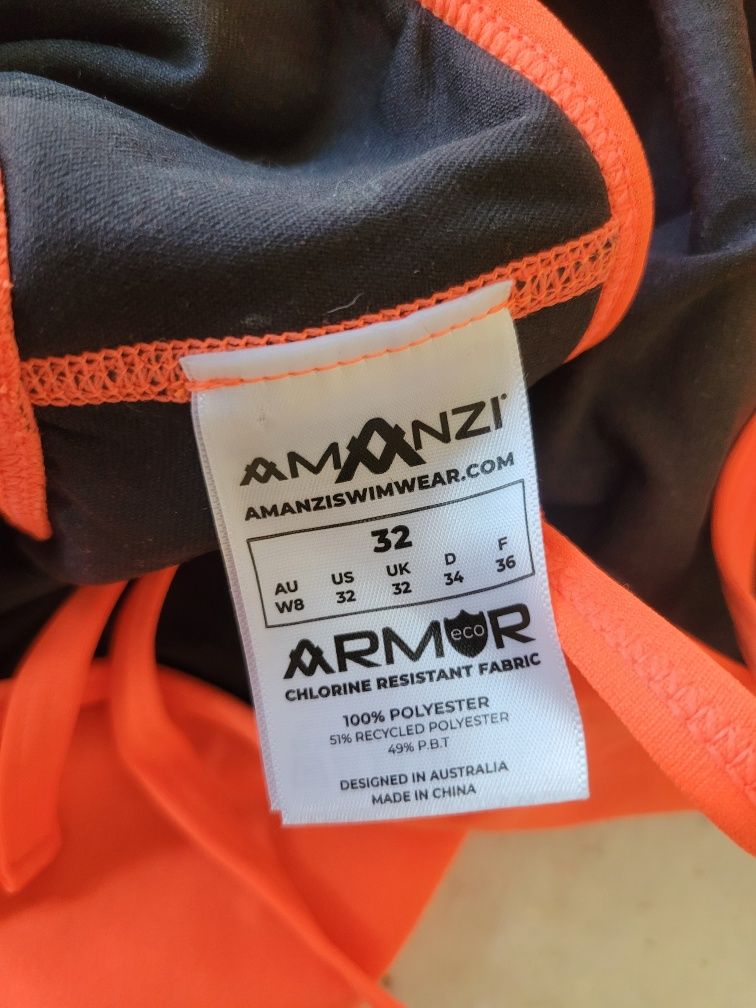 AMANZI
AMANZISWIMWEAR.COM
32
AU US UK D F
W8 32 32 34 36
ARMOR
eco
CHLORINE RESISTANT FABRIC
100% POLYESTER
51% RECYCLED POLYESTER
49% P.B.T
DESIGNED IN AUSTRALIA
MADE IN CHINA